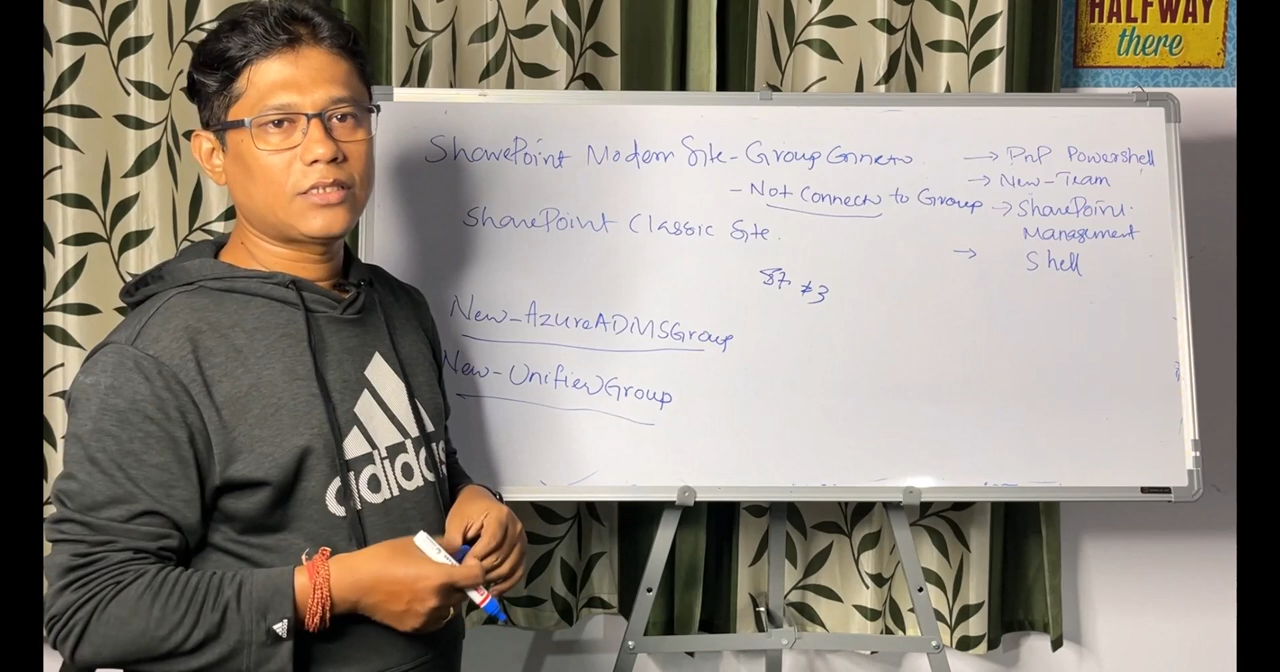 HALFWAY
there
SharePoint Modern Site - Group Connect
- Not Connect to Group
SharePoint Classic Site.
→ PnP Powershell
→ New-Team
→ SharePoint
Management
Shell
→
New-AzureADMSGroup
New-UnifiedGroup
adidas